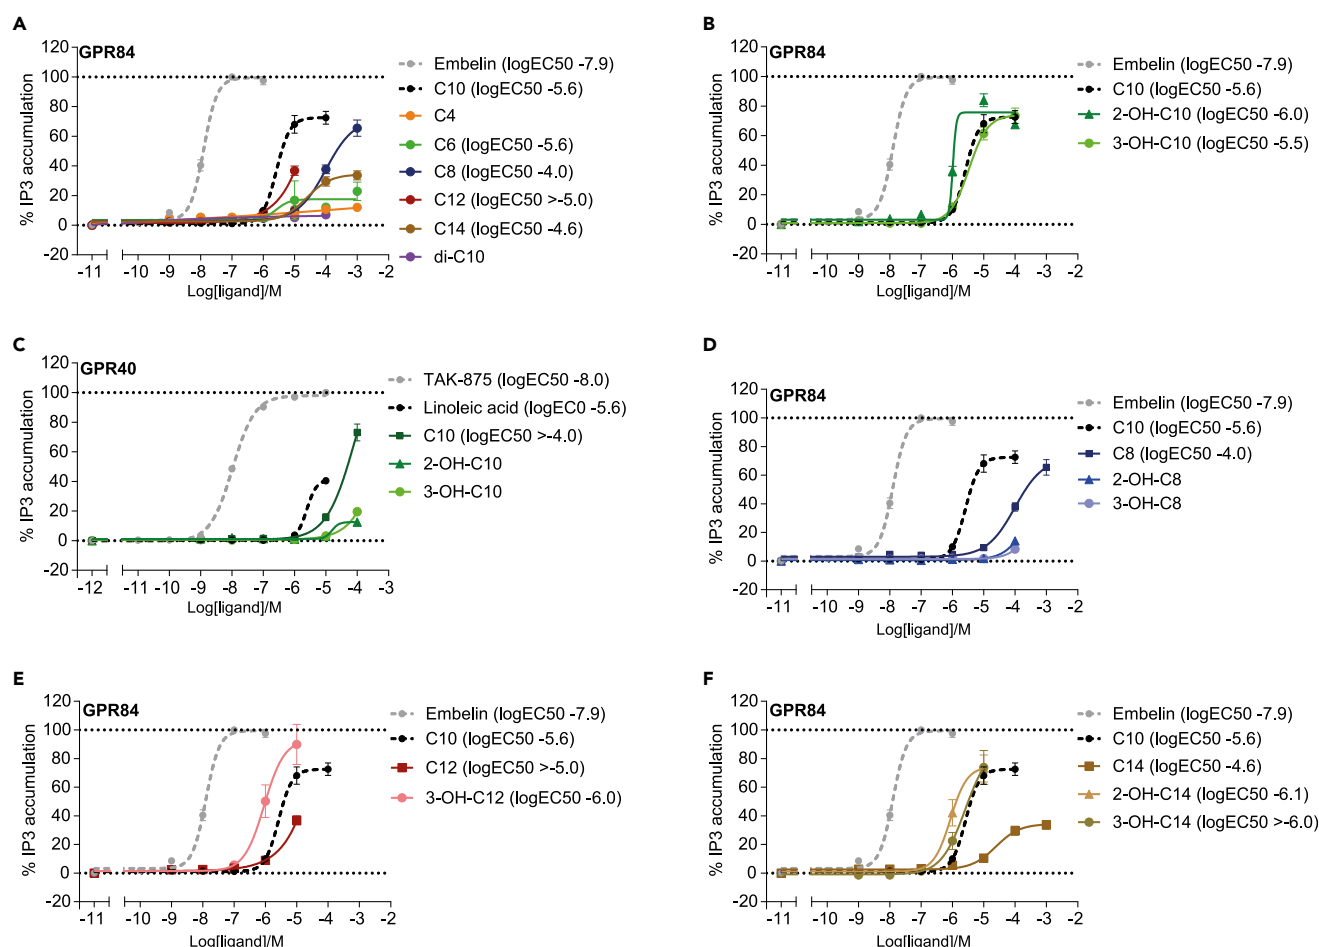 A
GPR84
120
100
80
60
40
20
0
-20
% IP3 accumulation
-11 -10 -9 -8 -7 -6 -5 -4 -3 -2
Log[ligand]/M
Embelin (logEC50 -7.9)
C10 (logEC50 -5.6)
C4
C6 (logEC50 -5.6)
C8 (logEC50 -4.0)
C12 (logEC50 >-5.0)
C14 (logEC50 -4.6)
di-C10
B
GPR84
120
100
80
60
40
20
0
-20
% IP3 accumulation
-11 -10 -9 -8 -7 -6 -5 -4 -3 -2
Log[ligand]/M
Embelin (logEC50 -7.9)
C10 (logEC50 -5.6)
2-OH-C10 (logEC50 -6.0)
3-OH-C10 (logEC50 -5.5)
C
GPR40
120
100
80
60
40
20
0
-20
% IP3 accumulation
-12 -11 -10 -9 -8 -7 -6 -5 -4 -3
Log[ligand]/M
TAK-875 (logEC50 -8.0)
Linoleic acid (logEC0 -5.6)
C10 (logEC50 >-4.0)
2-OH-C10
3-OH-C10
D
GPR84
120
100
80
60
40
20
0
-20
% IP3 accumulation
-11 -10 -9 -8 -7 -6 -5 -4 -3 -2
Log[ligand]/M
Embelin (logEC50 -7.9)
C10 (logEC50 -5.6)
C8 (logEC50 -4.0)
2-OH-C8
3-OH-C8
E
GPR84
120
100
80
60
40
20
0
-20
% IP3 accumulation
-11 -10 -9 -8 -7 -6 -5 -4 -3 -2
Log[ligand]/M
Embelin (logEC50 -7.9)
C10 (logEC50 -5.6)
C12 (logEC50 >-5.0)
3-OH-C12 (logEC50 -6.0)
F
GPR84
120
100
80
60
40
20
0
-20
% IP3 accumulation
-11 -10 -9 -8 -7 -6 -5 -4 -3 -2
Log[ligand]/M
Embelin (logEC50 -7.9)
C10 (logEC50 -5.6)
C14 (logEC50 -4.6)
2-OH-C14 (logEC50 -6.1)
3-OH-C14 (logEC50 >-6.0)